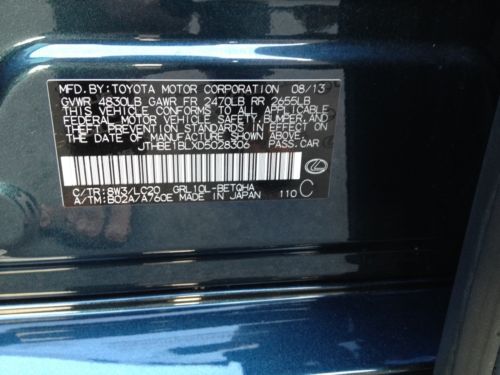 MFD. BY: TOYOTA MOTOR CORPORATION 08/13
GVWR 4830LB GAWR FR 2470LB RR 2655LB
THIS VEHICLE CONFORMS TO ALL APPLICABLE
FEDERAL MOTOR VEHICLE SAFETY, BUMPER, AND
THEFT PREVENTION STANDARDS IN EFFECT ON
THE DATE OF MANUFACTURE SHOWN ABOVE.
JTHBE1BLXD5028306 PASS.CAR
C/TR: 8W3/LC20 GRL10L-BETQHA
A/TM: B02A/A760E MADE IN JAPAN 110 C